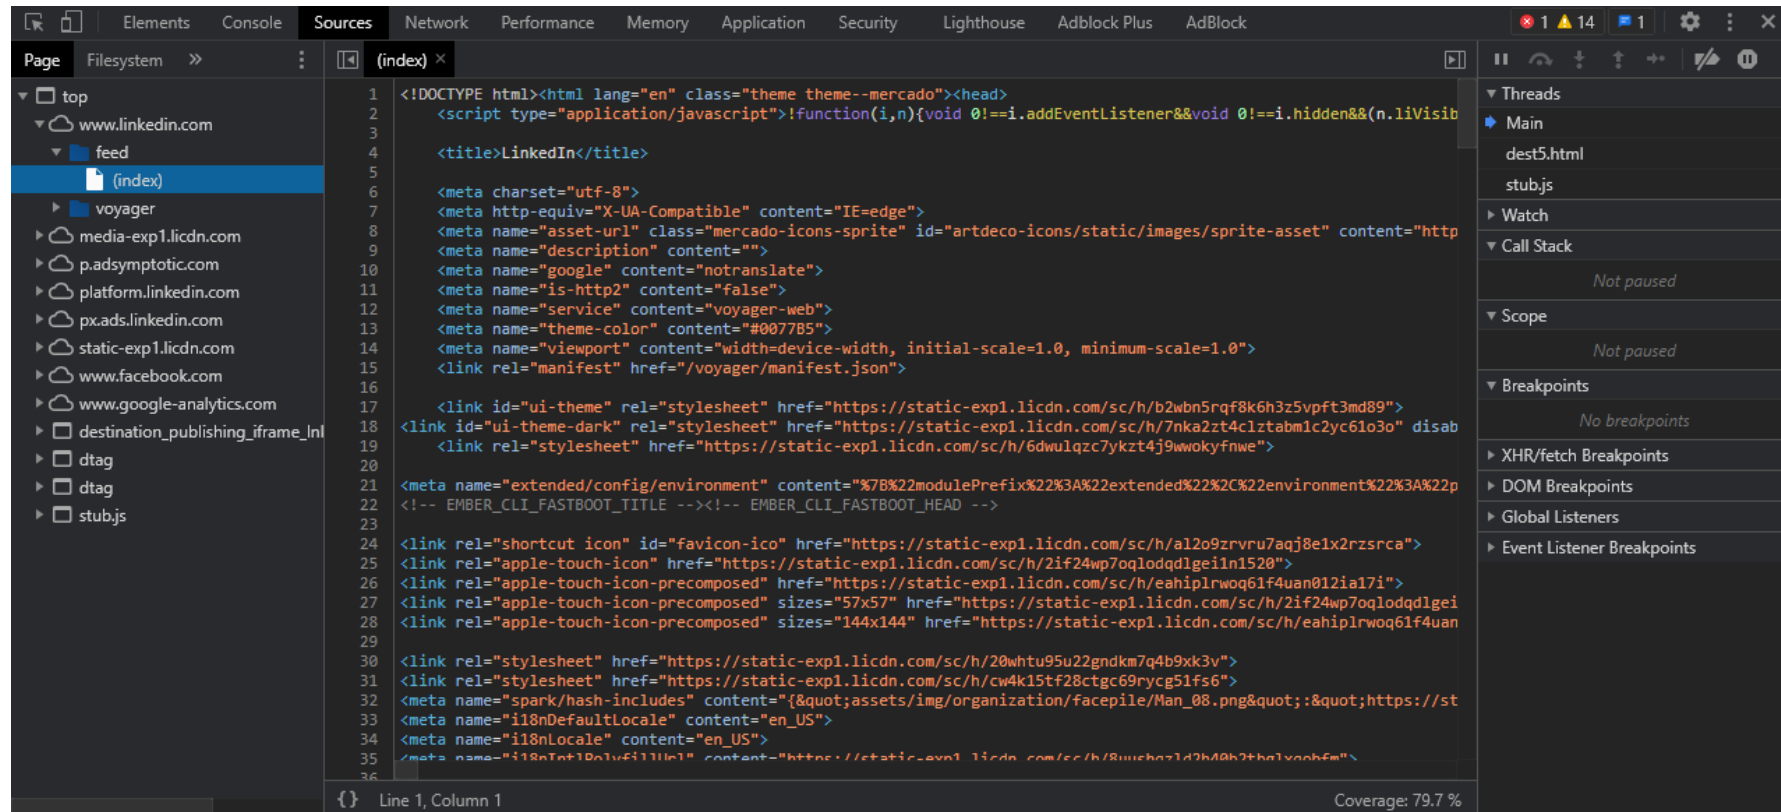 Elements Console Sources Network Performance Memory Application Security Lighthouse Adblock Plus AdBlock 1 14 1
Page Filesystem
(index)
top
www.linkedin.com
feed
(index)
voyager
media-exp1.licdn.com
p.adsymptotic.com
platform.linkedin.com
px.ads.linkedin.com
static-exp1.licdn.com
www.facebook.com
www.google-analytics.com
destination_publishing_iframe_lnl
dtag
dtag
stub.js
1 <!DOCTYPE html><html lang="en" class="theme theme--mercado"><head>
2 <script type="application/javascript">!function(i,n){void 0!==i.addEventListener&&void 0!==i.hidden&&(n.liVisib
3
4 <title>LinkedIn</title>
5
6 <meta charset="utf-8">
7 <meta http-equiv="X-UA-Compatible" content="IE=edge">
8 <meta name="asset-url" class="mercado-icons-sprite" id="artdeco-icons/static/images/sprite-asset" content="http
9 <meta name="description" content="">
10 <meta name="google" content="notranslate">
11 <meta name="is-http2" content="false">
12 <meta name="service" content="voyager-web">
13 <meta name="theme-color" content="#0077B5">
14 <meta name="viewport" content="width=device-width, initial-scale=1.0, minimum-scale=1.0">
15 <link rel="manifest" href="/voyager/manifest.json">
16
17 <link id="ui-theme" rel="stylesheet" href="https://static-exp1.licdn.com/sc/h/b2wbn5rqf8k6h3z5vpft3md89">
18 <link id="ui-theme-dark" rel="stylesheet" href="https://static-exp1.licdn.com/sc/h/7nka2zt4clztabm1c2yc61o3o" disab
19 <link rel="stylesheet" href="https://static-exp1.licdn.com/sc/h/6dwulqzc7ykzt4j9wwokyfnwe">
20
21 <meta name="extended/config/environment" content="%7B%22modulePrefix%22%3A%22extended%22%2C%22environment%22%3A%22p
22 <!-- EMBER_CLI_FASTBOOT_TITLE --><!-- EMBER_CLI_FASTBOOT_HEAD -->
23
24 <link rel="shortcut icon" id="favicon-ico" href="https://static-exp1.licdn.com/sc/h/al2o9zrvru7aqj8e1x2rzsrca">
25 <link rel="apple-touch-icon" href="https://static-exp1.licdn.com/sc/h/2if24wp7oqlodqdlgei1n1520">
26 <link rel="apple-touch-icon-precomposed" href="https://static-exp1.licdn.com/sc/h/eahiplrwoq61f4uan012ia17i">
27 <link rel="apple-touch-icon-precomposed" sizes="57x57" href="https://static-exp1.licdn.com/sc/h/2if24wp7oqlodqdlgei
28 <link rel="apple-touch-icon-precomposed" sizes="144x144" href="https://static-exp1.licdn.com/sc/h/eahiplrwoq61f4uan
29
30 <link rel="stylesheet" href="https://static-exp1.licdn.com/sc/h/20whtu95u22gndkm7q4b9xk3v">
31 <link rel="stylesheet" href="https://static-exp1.licdn.com/sc/h/cw4k15tf28ctgc69rycg51fs6">
32 <meta name="spark/hash-includes" content="{&quot;assets/img/organization/facepile/Man_08.png&quot;:&quot;https://st
33 <meta name="i18nDefaultLocale" content="en_US">
34 <meta name="i18nLocale" content="en_US">
35 <meta name="i18nIntlPolyfillUrl" content="https://static-exp1.licdn.com/sc/h/
36
{} Line 1, Column 1 Coverage: 79.7 %
Threads
Main
dest5.html
stub.js
Watch
Call Stack
Not paused
Scope
Not paused
Breakpoints
No breakpoints
XHR/fetch Breakpoints
DOM Breakpoints
Global Listeners
Event Listener Breakpoints